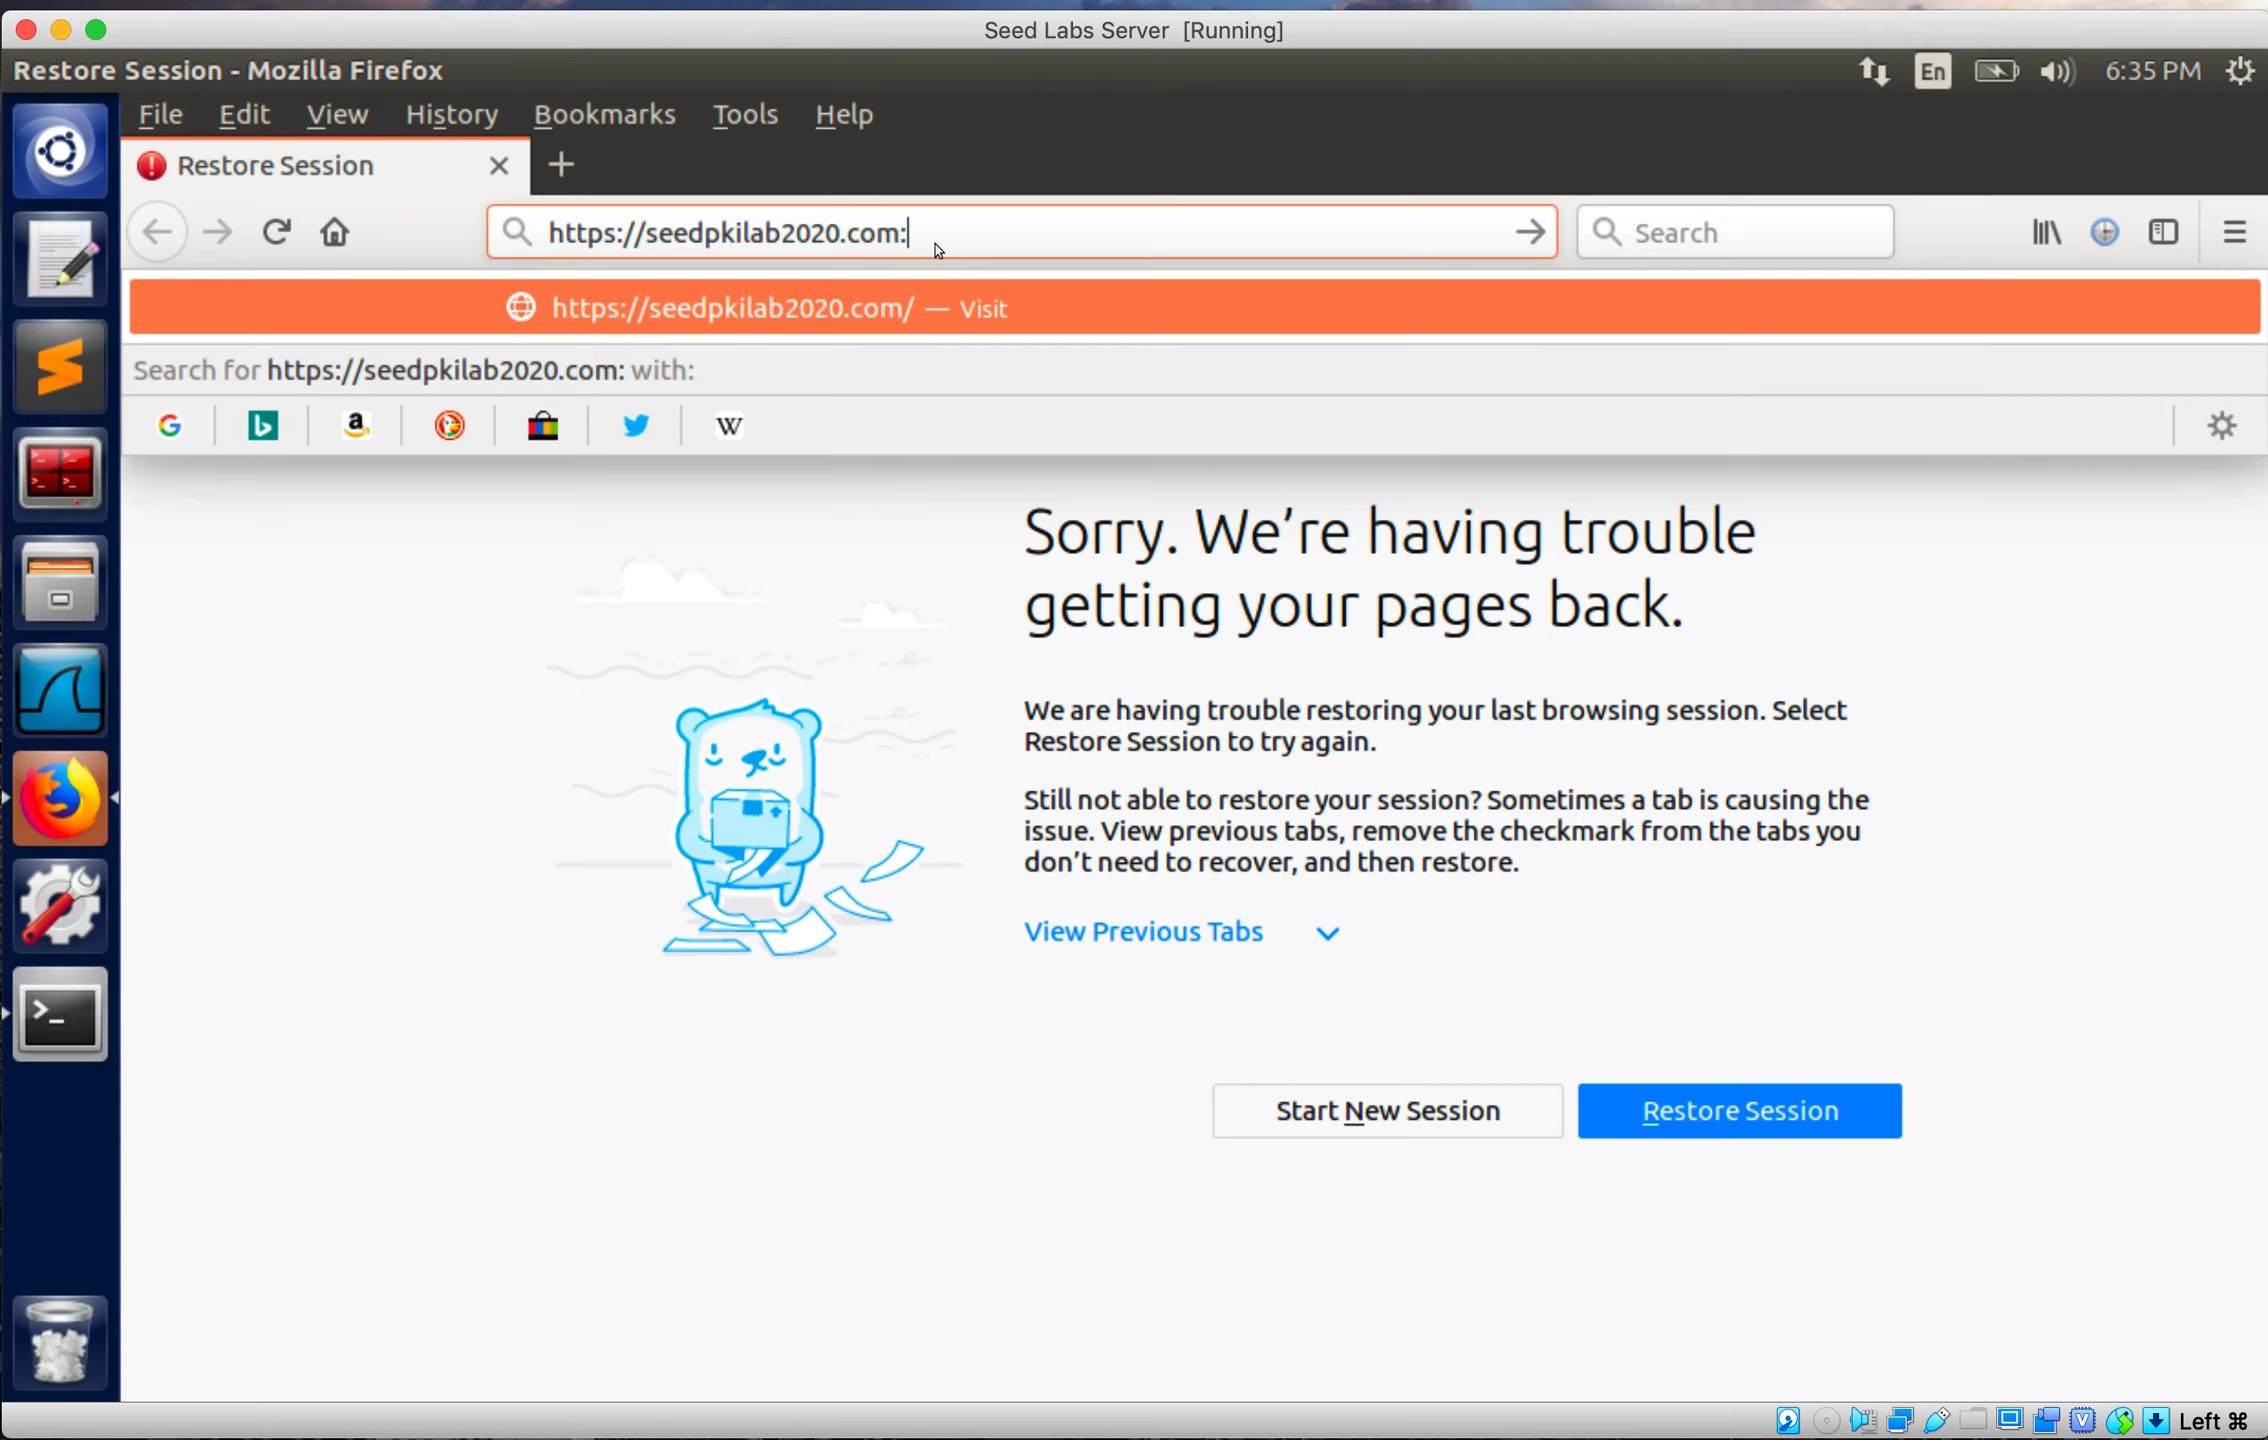 Seed Labs Server [Running]
Restore Session - Mozilla Firefox
En
6:35 PM
File Edit View History Bookmarks Tools Help
Restore Session
https://seedpkilab2020.com:
Search
https://seedpkilab2020.com/ — Visit
Search for https://seedpkilab2020.com: with:
Sorry. We’re having trouble
getting your pages back.
We are having trouble restoring your last browsing session. Select
Restore Session to try again.
Still not able to restore your session? Sometimes a tab is causing the
issue. View previous tabs, remove the checkmark from the tabs you
don’t need to recover, and then restore.
View Previous Tabs
Start New Session
Restore Session
Left ⌘